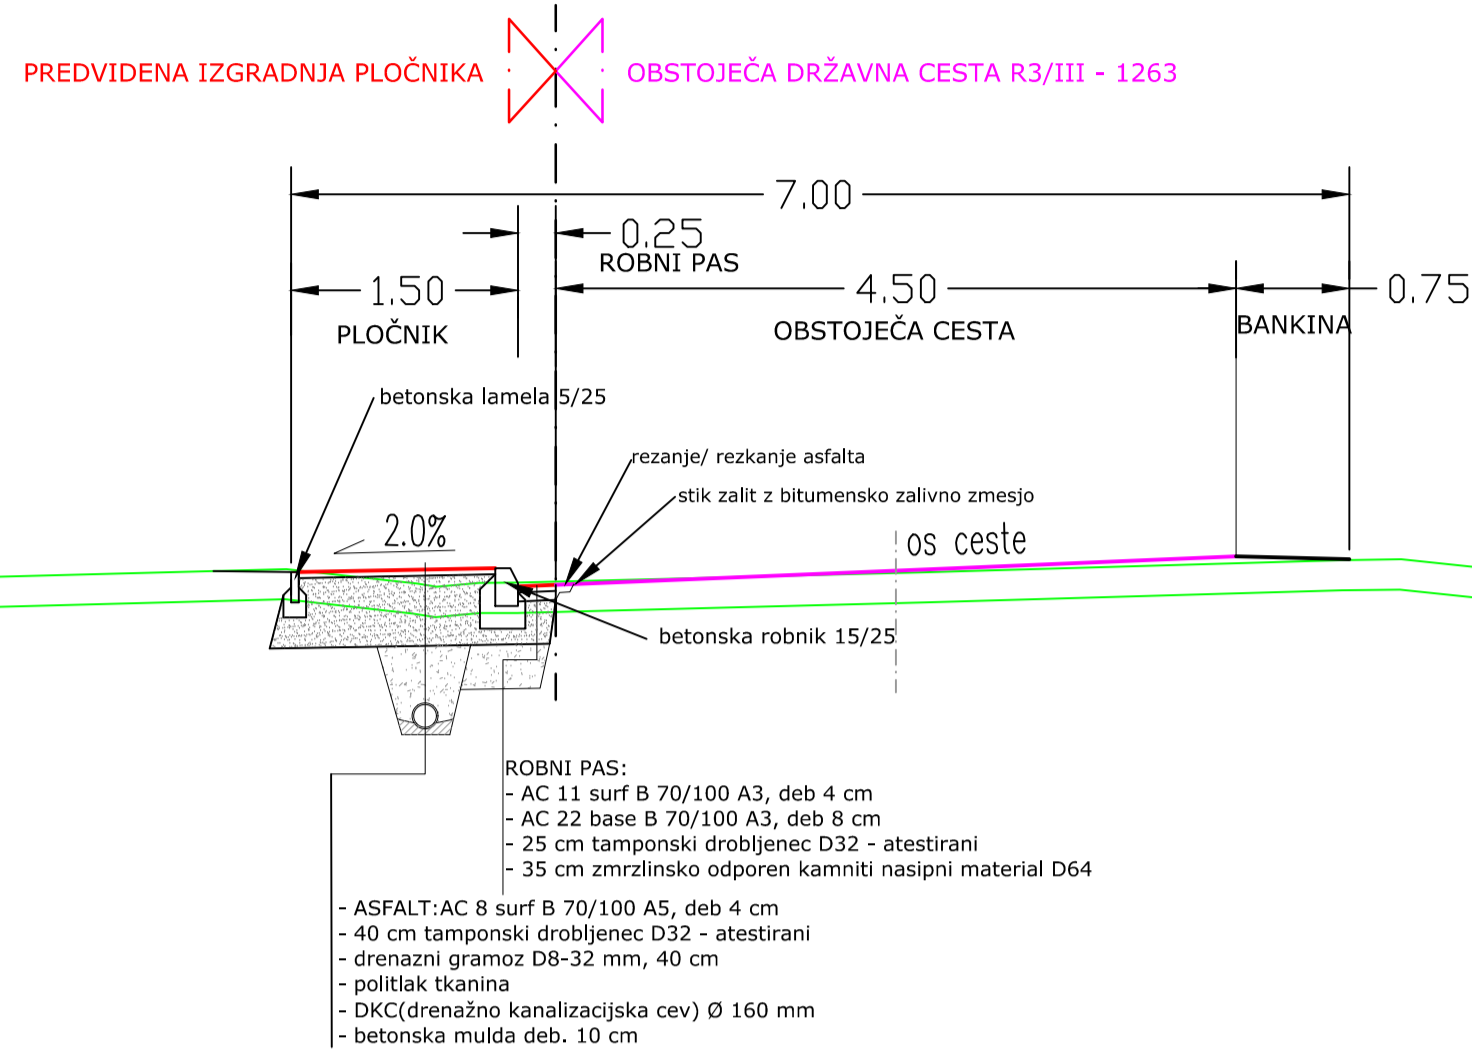 PREDVIDENA IZGRADNJA PLOČNIKA
OBSTOJEČA DRŽAVNA CESTA R3/III - 1263
7.00
0.25
ROBNI PAS
1.50
PLOČNIK
4.50
OBSTOJEČA CESTA
0.75
BANKINA
betonska lamela 5/25
rezanje/ rezkanje asfalta
stik zalit z bitumensko zalivno zmesjo
2.0%
os ceste
betonska robnik 15/25
ROBNI PAS:
- AC 11 surf B 70/100 A3, deb 4 cm
- AC 22 base B 70/100 A3, deb 8 cm
- 25 cm tamponski drobljenec D32 - atestirani
- 35 cm zmrzlinsko odporen kamniti nasipni material D64
- ASFALT:AC 8 surf B 70/100 A5, deb 4 cm
- 40 cm tamponski drobljenec D32 - atestirani
- drenazni gramoz D8-32 mm, 40 cm
- politlak tkanina
- DKC(drenažno kanalizacijska cev) Ø 160 mm
- betonska mulda deb. 10 cm